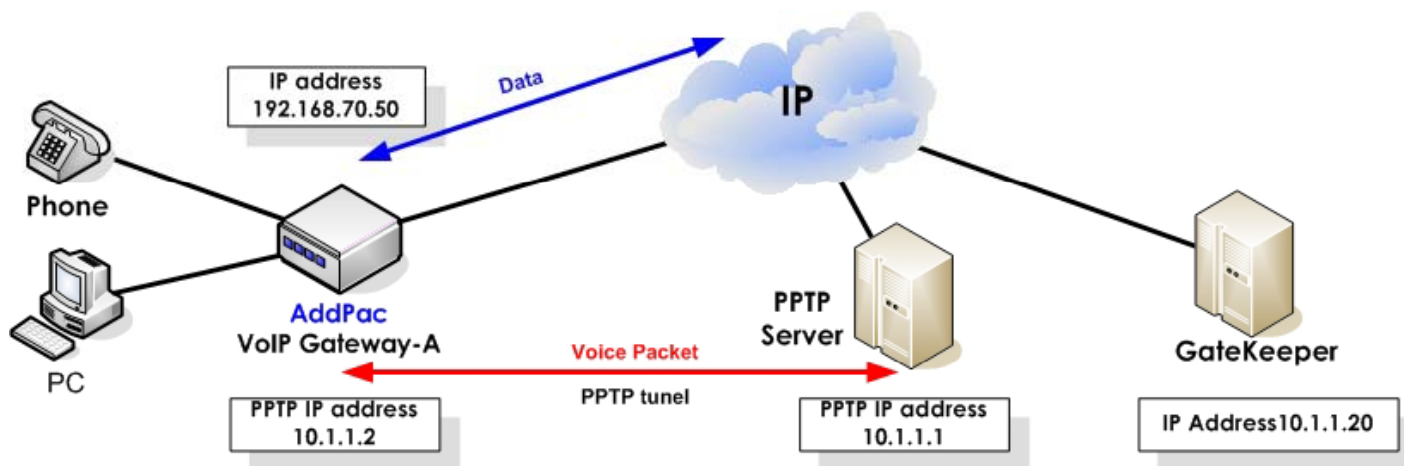 IP address
192.168.70.50
Data
IP
Phone
AddPac
VoIP Gateway-A
PC
PPTP
Server
GateKeeper
Voice Packet
PPTP tunel
PPTP IP address
10.1.1.2
PPTP IP address
10.1.1.1
IP Address10.1.1.20